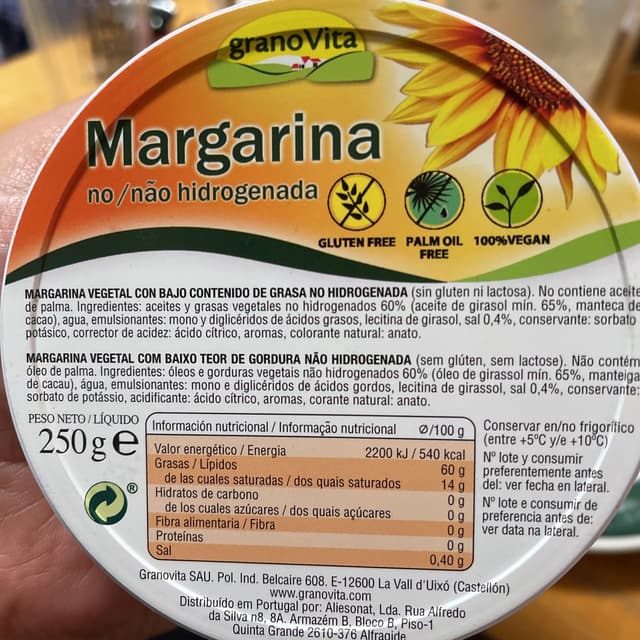 granoVita
Margarina
no/não hidrogenada
GLUTEN FREE
PALM OIL FREE
100%VEGAN
MARGARINA VEGETAL CON BAJO CONTENIDO DE GRASA NO HIDROGENADA (sin gluten ni lactosa). No contiene aceite
de palma. Ingredientes: aceites y grasas vegetales no hidrogenados 60% (aceite de girasol mín. 65%, manteca de
cacao), agua, emulsionantes: mono y diglicéridos de ácidos grasos, lecitina de girasol, sal 0,4%, conservante: sorbato
potásico, corrector de acidez: ácido cítrico, aromas, colorante natural: anato.
MARGARINA VEGETAL COM BAIXO TEOR DE GORDURA NÃO HIDROGENADA (sem glúten, sem lactose). Não contém
óleo de palma. Ingredientes: óleos e gorduras vegetais não hidrogenados 60% (óleo de girassol mín. 65%, manteiga
de cacau), água, emulsionantes: mono e diglicéridos de ácidos gordos, lecitina de girassol, sal 0,4%, conservante:
sorbato de potássio, acidificante: ácido cítrico, aromas, corante natural: anato.
PESO NETO / LÍQUIDO
250g e
®
Información nutricional / Informação nutricional Ø/100 g
Valor energético / Energia 2200 kJ / 540 kcal
Grasas / Lípidos 60 g
de las cuales saturadas / dos quais saturados 14 g
Hidratos de carbono 0 g
de los cuales azúcares / dos quais açúcares 0 g
Fibra alimentaria / Fibra 0 g
Proteínas 0 g
Sal 0,40 g
Conservar en/no frigorífico
(entre +5ºC y/e +10ºC)
Nº lote y consumir
preferentemente antes
del: ver fecha en lateral.
Nº lote e consumir de
preferencia antes de:
ver data na lateral.
Granovita SAU. Pol. Ind. Belcaire 608. E-12600 La Vall d'Uixó (Castellón)
www.granovita.com
Distribuído em Portugal por: Aliesonat, Lda. Rua Alfredo
da Silva n8, 8A. Armazém B, Bloco B, Piso-1
Quinta Grande 2610-376 Alfragide